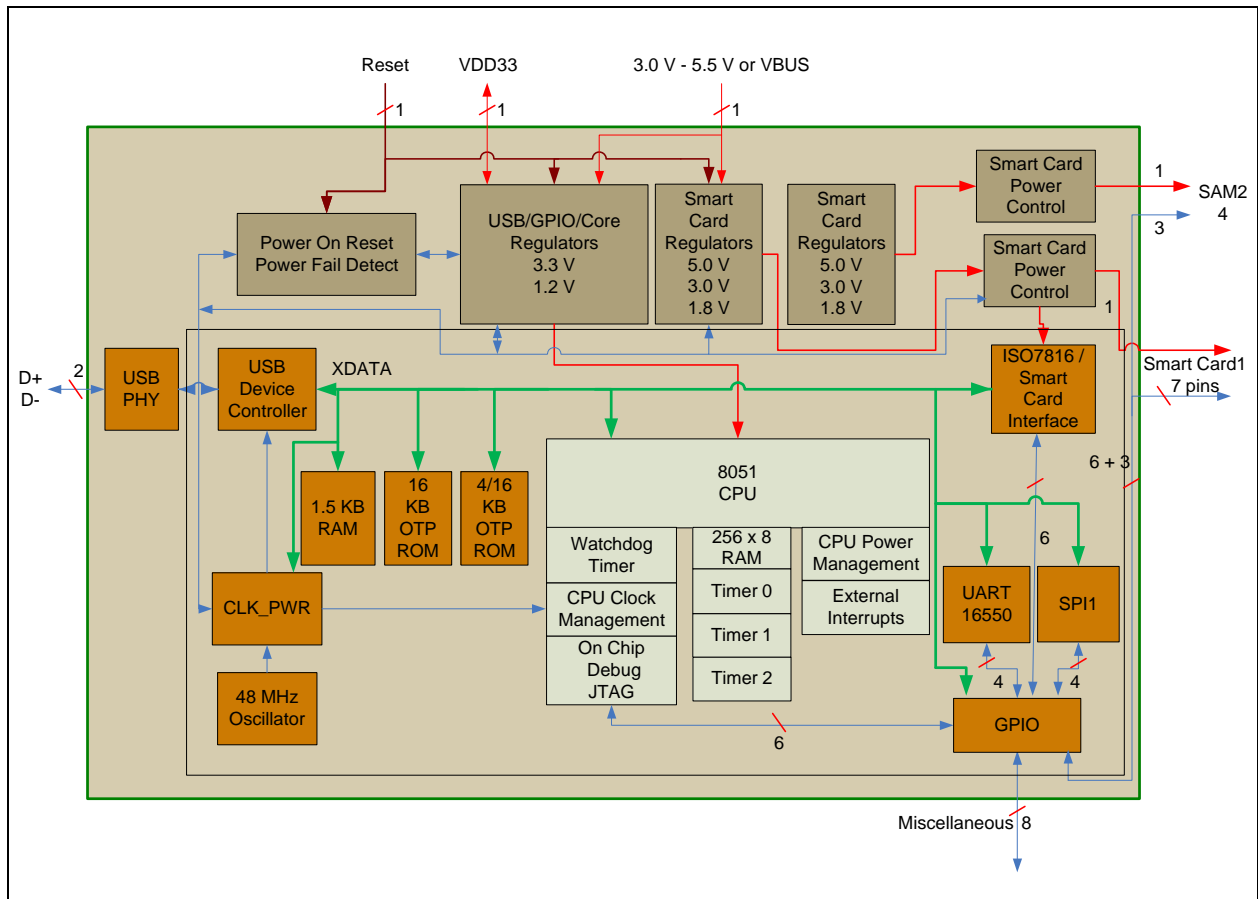 Reset
VDD33
3.0 V - 5.5 V or VBUS
1
1
1
Smart Card
Power
Control
1
SAM2
4
3
USB/GPIO/Core
Regulators
3.3 V
1.2 V
Smart
Card
Regulators
5.0 V
3.0 V
1.8 V
Smart
Card
Regulators
5.0 V
3.0 V
1.8 V
Power On Reset
Power Fail Detect
Smart Card
Power
Control
1
D+
D-
2
USB
PHY
USB
Device
Controller
XDATA
ISO7816 /
Smart
Card
Interface
Smart Card1
7 pins
1.5 KB
RAM
16
KB
OTP
ROM
4/16
KB
OTP
ROM
8051
CPU
6 + 3
6
Watchdog
Timer
CPU Clock
Management
On Chip
Debug
JTAG
256 x 8
RAM
Timer 0
Timer 1
Timer 2
CPU Power
Management
External
Interrupts
CLK_PWR
48 MHz
Oscillator
UART
16550
SPI1
4
4
6
GPIO
Miscellaneous
8